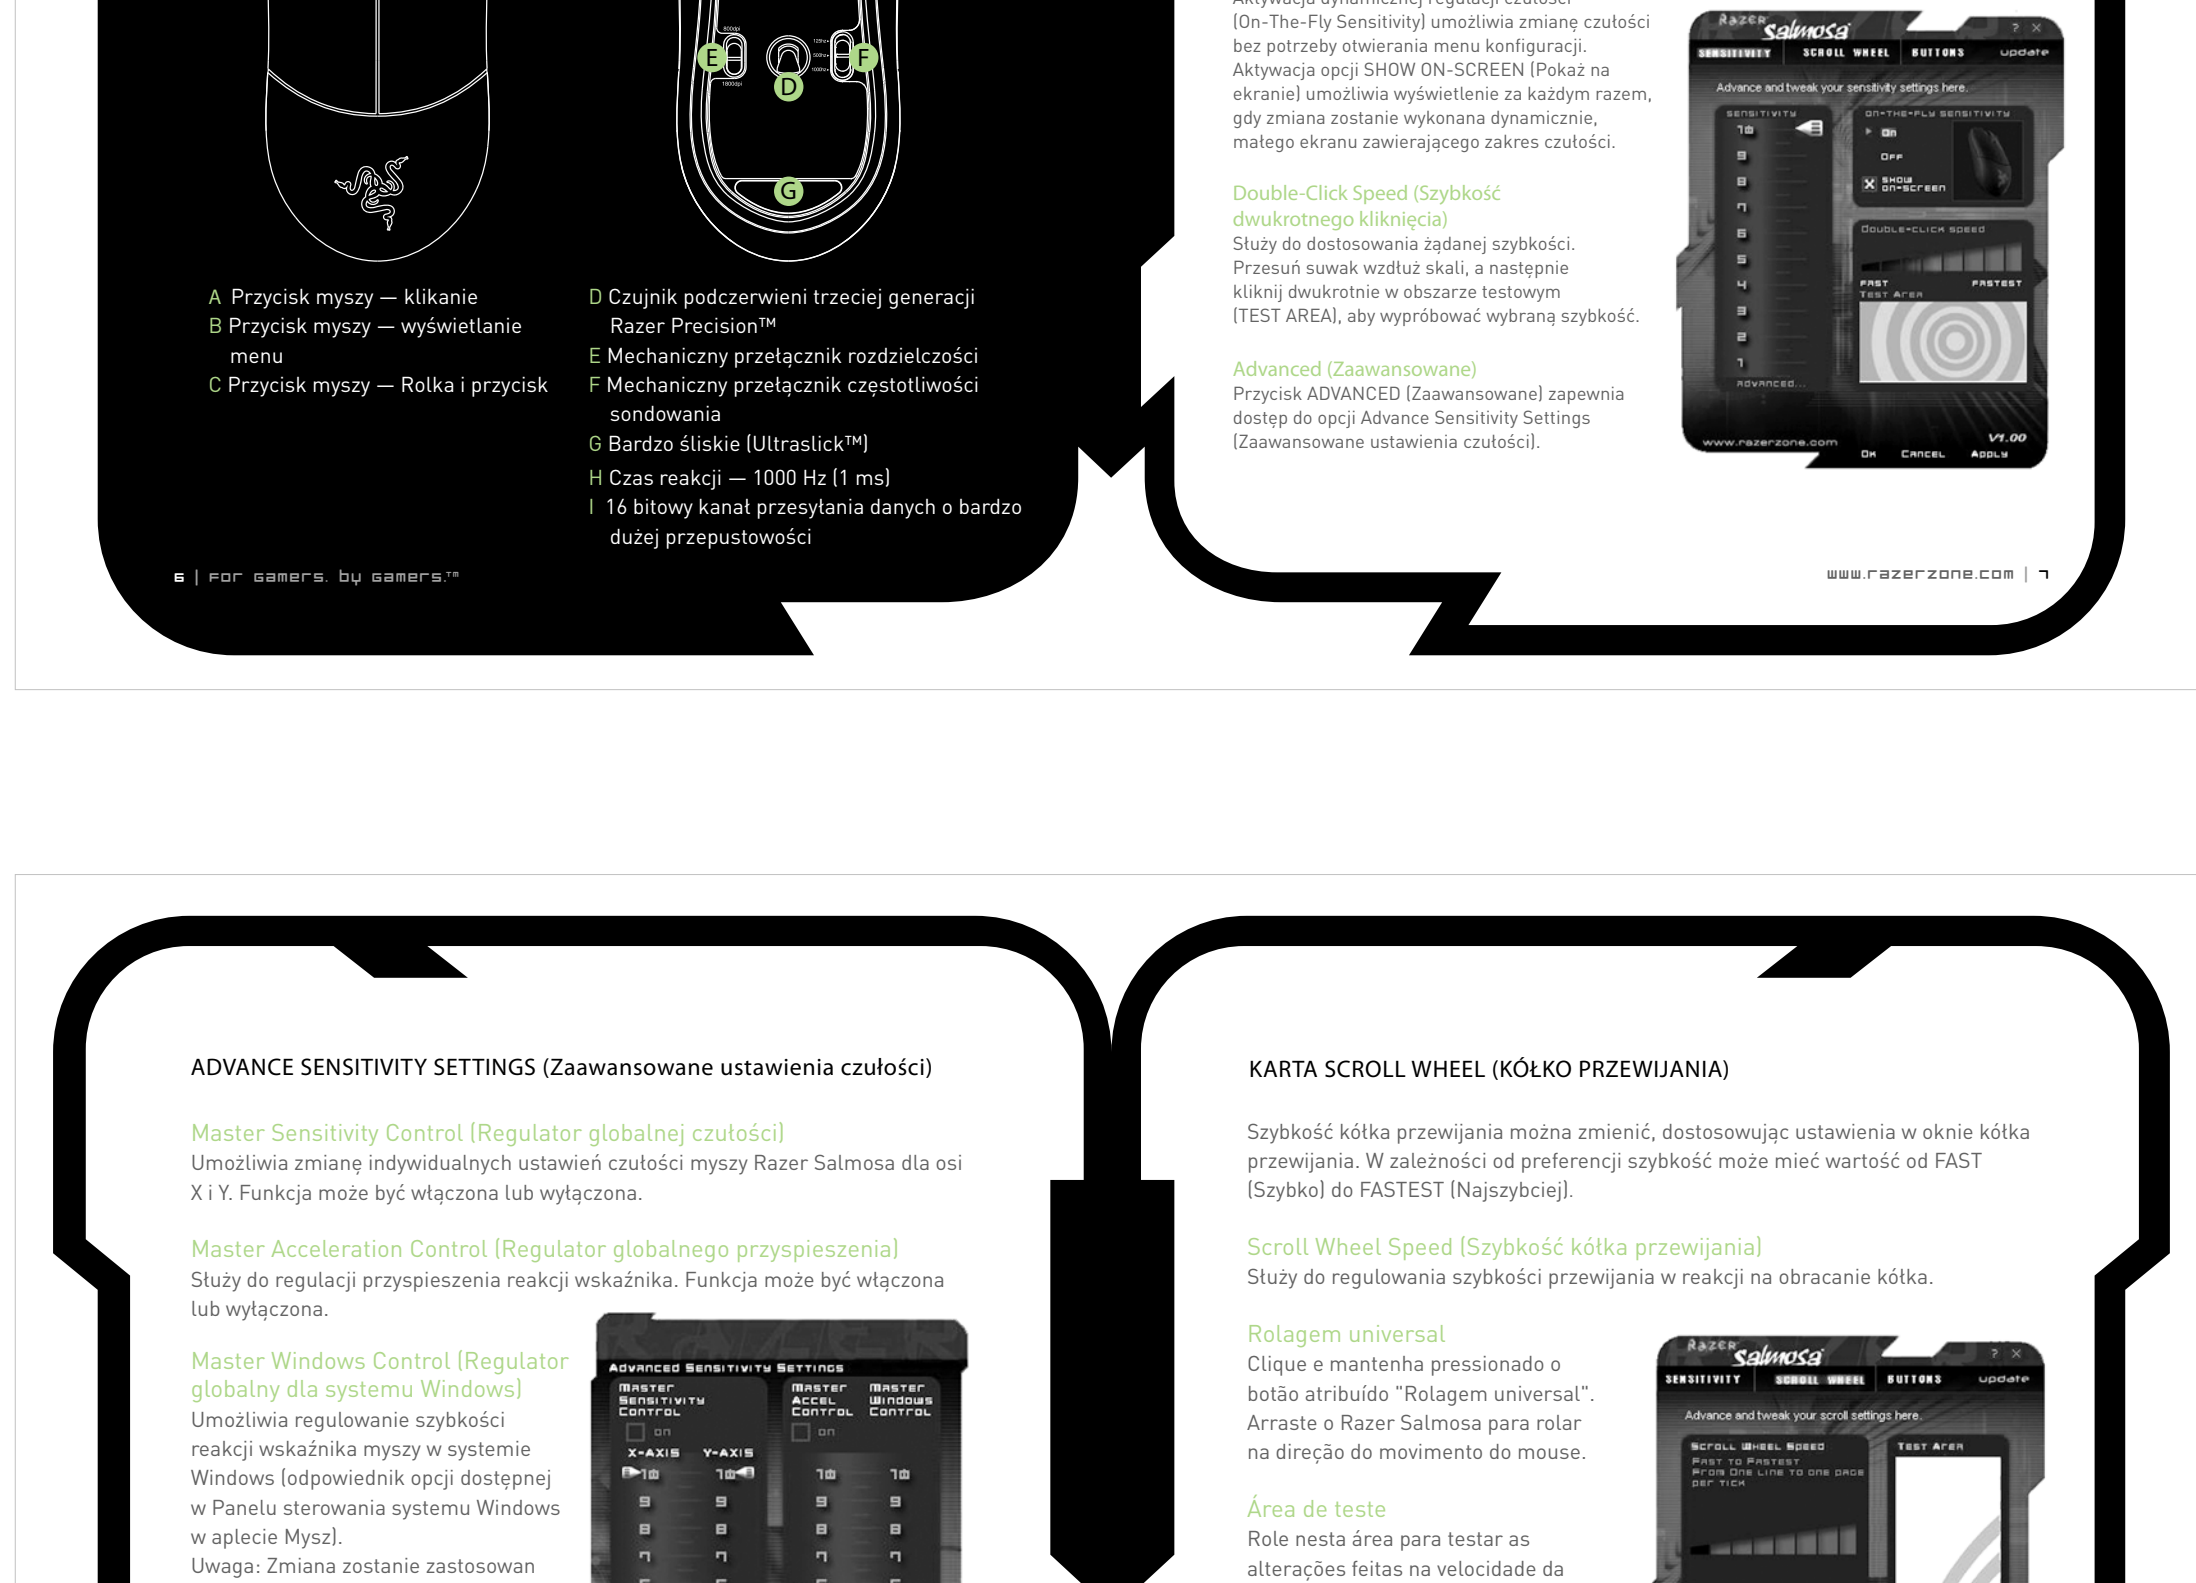 800dpi
1800dpi
125hz
500hz
1000hz
E
D
F
G
A Przycisk myszy — klikanie
B Przycisk myszy — wyświetlanie
menu
C Przycisk myszy — Rolka i przycisk
D Czujnik podczerwieni trzeciej generacji
Razer Precision™
E Mechaniczny przełącznik rozdzielczości
F Mechaniczny przełącznik częstotliwości
sondowania
G Bardzo śliskie (Ultraslick™)
H Czas reakcji — 1000 Hz (1 ms)
I 16 bitowy kanał przesyłania danych o bardzo
dużej przepustowości
6 | For gamers. by gamers.™
Aktywacja dynamicznej regulacji czułości
(On-The-Fly Sensitivity) umożliwia zmianę czułości
bez potrzeby otwierania menu konfiguracji.
Aktywacja opcji SHOW ON-SCREEN (Pokaż na
ekranie) umożliwia wyświetlenie za każdym razem,
gdy zmiana zostanie wykonana dynamicznie,
małego ekranu zawierającego zakres czułości.
Double-Click Speed (Szybkość
dwukrotnego kliknięcia)
Służy do dostosowania żądanej szybkości.
Przesuń suwak wzdłuż skali, a następnie
kliknij dwukrotnie w obszarze testowym
(TEST AREA), aby wypróbować wybraną szybkość.
Advanced (Zaawansowane)
Przycisk ADVANCED (Zaawansowane) zapewnia
dostęp do opcji Advance Sensitivity Settings
(Zaawansowane ustawienia czułości).
Razer Salmosa
? ×
SENSITIVITY SCROLL WHEEL BUTTONS update
Advance and tweak your sensitivity settings here.
SENSITIVITY
10
9
8
7
6
5
4
3
2
1
ADVANCED...
ON-THE-FLY SENSITIVITY
On
OFF
SHOW
ON-SCREEN
DOUBLE-CLICK SPEED
FAST FASTEST
TEST AREA
www.razerzone.com
V1.00
OK CANCEL APPLY
www.razerzone.com | 7
ADVANCE SENSITIVITY SETTINGS (Zaawansowane ustawienia czułości)
Master Sensitivity Control (Regulator globalnej czułości)
Umożliwia zmianę indywidualnych ustawień czułości myszy Razer Salmosa dla osi
X i Y. Funkcja może być włączona lub wyłączona.
Master Acceleration Control (Regulator globalnego przyspieszenia)
Służy do regulacji przyspieszenia reakcji wskaźnika. Funkcja może być włączona
lub wyłączona.
Master Windows Control (Regulator
globalny dla systemu Windows)
Umożliwia regulowanie szybkości
reakcji wskaźnika myszy w systemie
Windows (odpowiednik opcji dostępnej
w Panelu sterowania systemu Windows
w aplecie Mysz).
Uwaga: Zmiana zostanie zastosowan
RAZER
ADVANCED SENSITIVITY SETTINGS
MASTER
SENSITIVITY
CONTROL
on
X-AXIS Y-AXIS
MASTER
ACCEL
CONTROL
on
MASTER
WINDOWS
CONTROL
10 10 10 10
9 9 9 9
8 8 8 8
7 7 7 7
KARTA SCROLL WHEEL (KÓŁKO PRZEWIJANIA)
Szybkość kółka przewijania można zmienić, dostosowując ustawienia w oknie kółka
przewijania. W zależności od preferencji szybkość może mieć wartość od FAST
(Szybko) do FASTEST (Najszybciej).
Scroll Wheel Speed (Szybkość kółka przewijania)
Służy do regulowania szybkości przewijania w reakcji na obracanie kółka.
Rolagem universal
Clique e mantenha pressionado o
botão atribuído "Rolagem universal".
Arraste o Razer Salmosa para rolar
na direção do movimento do mouse.
Área de teste
Role nesta área para testar as
alterações feitas na velocidade da
Razer Salmosa
? ×
SENSITIVITY SCROLL WHEEL BUTTONS update
Advance and tweak your scroll settings here.
SCROLL WHEEL SPEED
FAST TO FASTEST
FROM ONE LINE TO ONE PAGE
PER TICK
TEST AREA